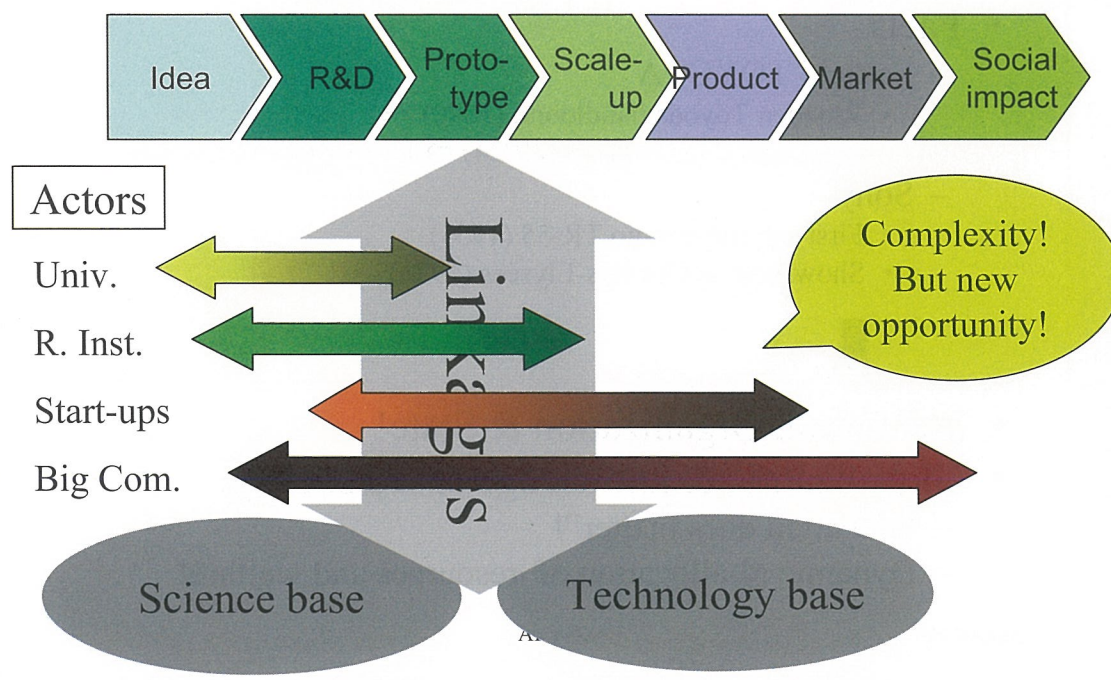 Idea
R&D
Proto-
type
Scale-
up
Product
Market
Social
impact
Actors
Univ.
R. Inst.
Start-ups
Big Com.
Linkages
Complexity!
But new
opportunity!
Science base
Technology base